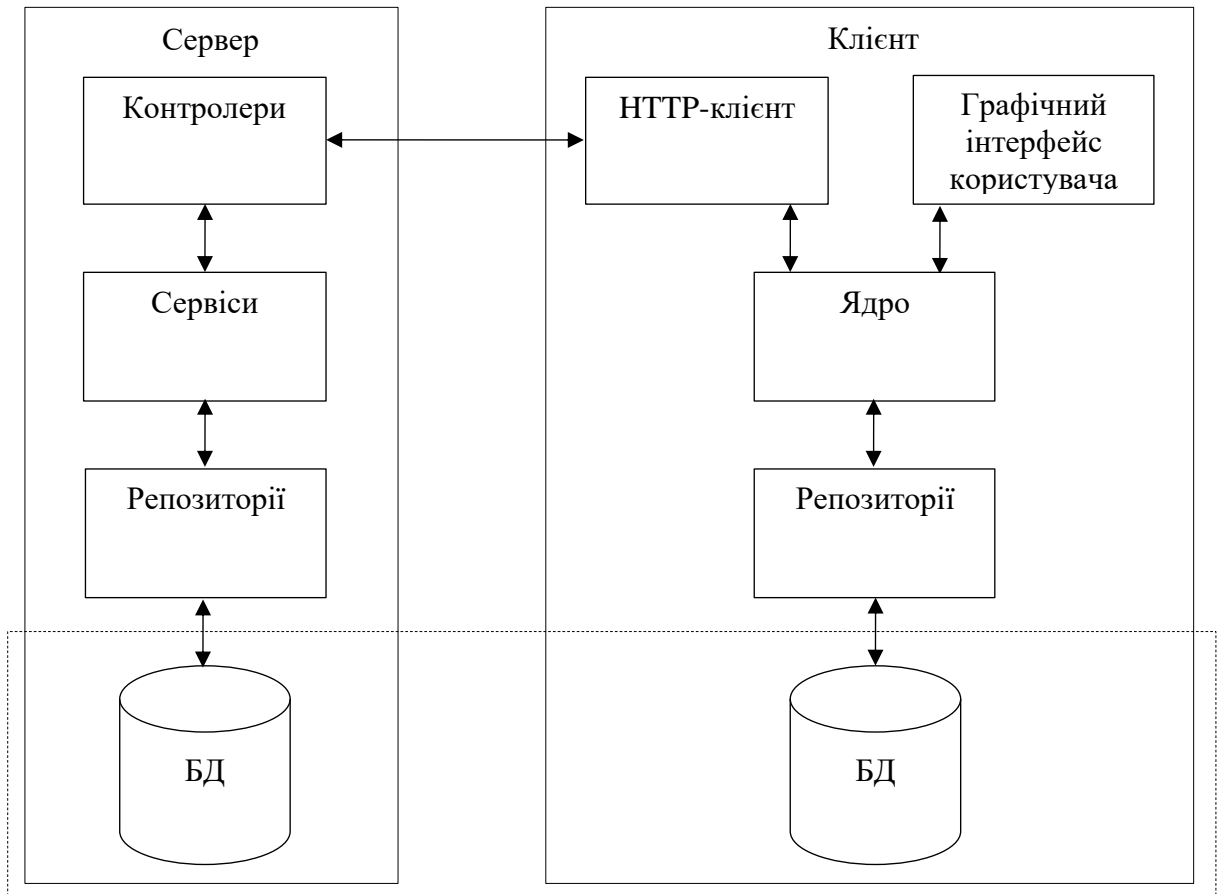 Сервер
Контролери
Сервіси
Репозиторії
БД
Клієнт
HTTP-клієнт
Графічний
інтерфейс
користувача
Ядро
Репозиторії
БД